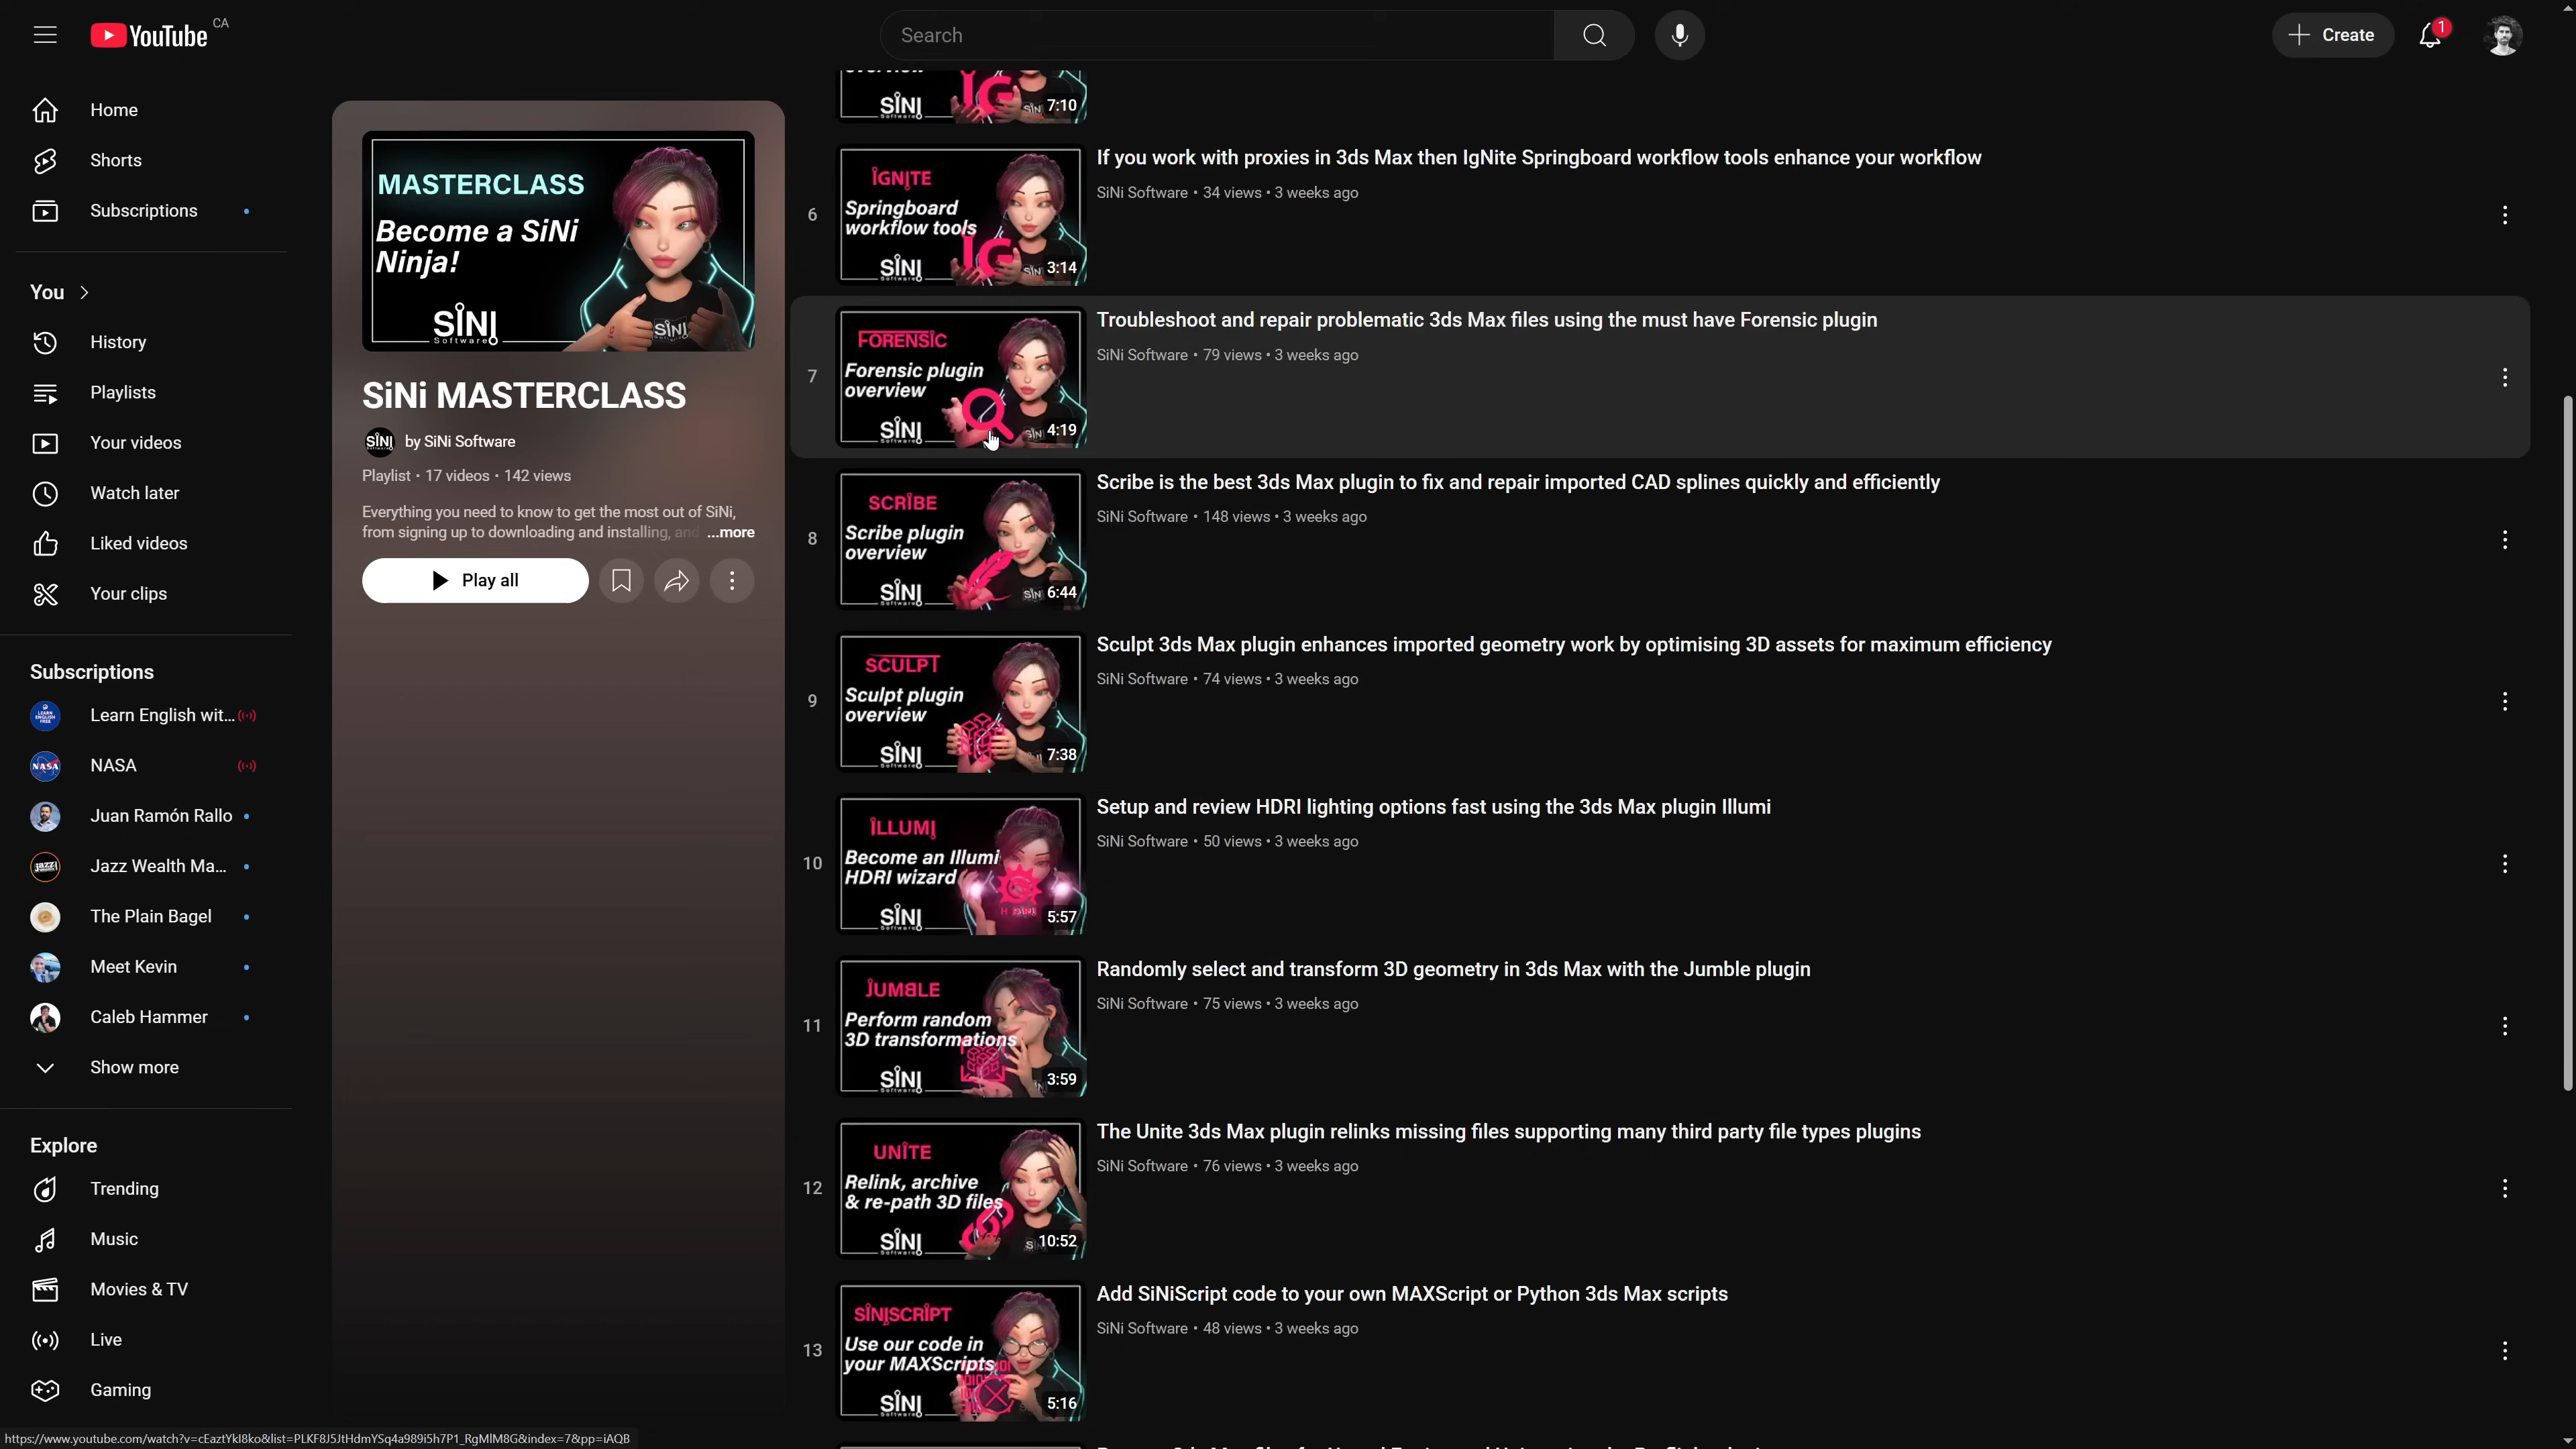 YouTube CA
Search
Create
1
Home
Shorts
Subscriptions
You
History
Playlists
Your videos
Watch later
Liked videos
Your clips
Subscriptions
Learn English wit...
NASA
Juan Ramón Rallo
Jazz Wealth Ma...
The Plain Bagel
Meet Kevin
Caleb Hammer
Show more
Explore
Trending
Music
Movies & TV
Live
Gaming
MASTERCLASS
Become a SiNi
Ninja!
SiNi
Software
SiNi MASTERCLASS
by SiNi Software
Playlist • 17 videos • 142 views
Everything you need to know to get the most out of SiNi,
from signing up to downloading and installing, and ...more
Play all
SiNi
7:10
6
IGNITE
Springboard
workflow tools
SiNi
3:14
If you work with proxies in 3ds Max then IgNite Springboard workflow tools enhance your workflow
SiNi Software • 34 views • 3 weeks ago
7
FORENSIC
Forensic plugin
overview
SiNi
4:19
Troubleshoot and repair problematic 3ds Max files using the must have Forensic plugin
SiNi Software • 79 views • 3 weeks ago
8
SCRIBE
Scribe plugin
overview
SiNi
6:44
Scribe is the best 3ds Max plugin to fix and repair imported CAD splines quickly and efficiently
SiNi Software • 148 views • 3 weeks ago
9
SCULPT
Sculpt plugin
overview
SiNi
7:38
Sculpt 3ds Max plugin enhances imported geometry work by optimising 3D assets for maximum efficiency
SiNi Software • 74 views • 3 weeks ago
10
ILLUMI
Become an Illumi
HDRI wizard
SiNi
5:57
Setup and review HDRI lighting options fast using the 3ds Max plugin Illumi
SiNi Software • 50 views • 3 weeks ago
11
JUMBLE
Perform random
3D transformations
SiNi
3:59
Randomly select and transform 3D geometry in 3ds Max with the Jumble plugin
SiNi Software • 75 views • 3 weeks ago
12
UNITE
Relink, archive
& re-path 3D files
SiNi
10:52
The Unite 3ds Max plugin relinks missing files supporting many third party file types plugins
SiNi Software • 76 views • 3 weeks ago
13
SINISCRIPT
Use our code in
your MAXScripts
SiNi
5:16
Add SiNiScript code to your own MAXScript or Python 3ds Max scripts
SiNi Software • 48 views • 3 weeks ago